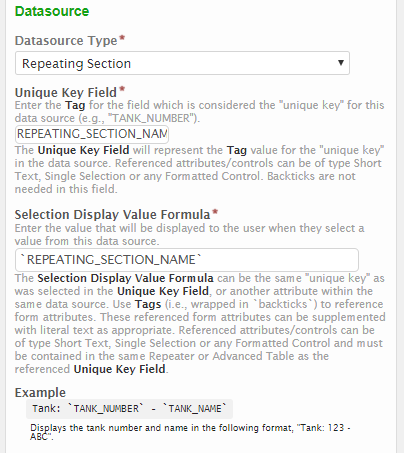 Datasource
Datasource Type*
Repeating Section
Unique Key Field*
Enter the Tag for the field which is considered the "unique key" for this
data source (e.g., "TANK_NUMBER").
REPEATING_SECTION_NAM
The Unique Key Field will represent the Tag value for the "unique key"
in the data source. Referenced attributes/controls can be of type Short
Text, Single Selection or any Formatted Control. Backticks are not
needed in this field.
Selection Display Value Formula*
Enter the value that will be displayed to the user when they select a
value from this data source.
`REPEATING_SECTION_NAME`
The Selection Display Value Formula can be the same "unique key" as
was selected in the Unique Key Field, or another attribute within the
same data source. Use Tags (i.e., wrapped in `backticks`) to reference
form attributes. These referenced form attributes can be supplemented
with literal text as appropriate. Referenced attributes/controls can be
of type Short Text, Single Selection or any Formatted Control and must
be contained in the same Repeater or Advanced Table as the
referenced Unique Key Field.
Example
Tank: `TANK_NUMBER` - `TANK_NAME`
Displays the tank number and name in the following format, "Tank: 123 -
ABC".